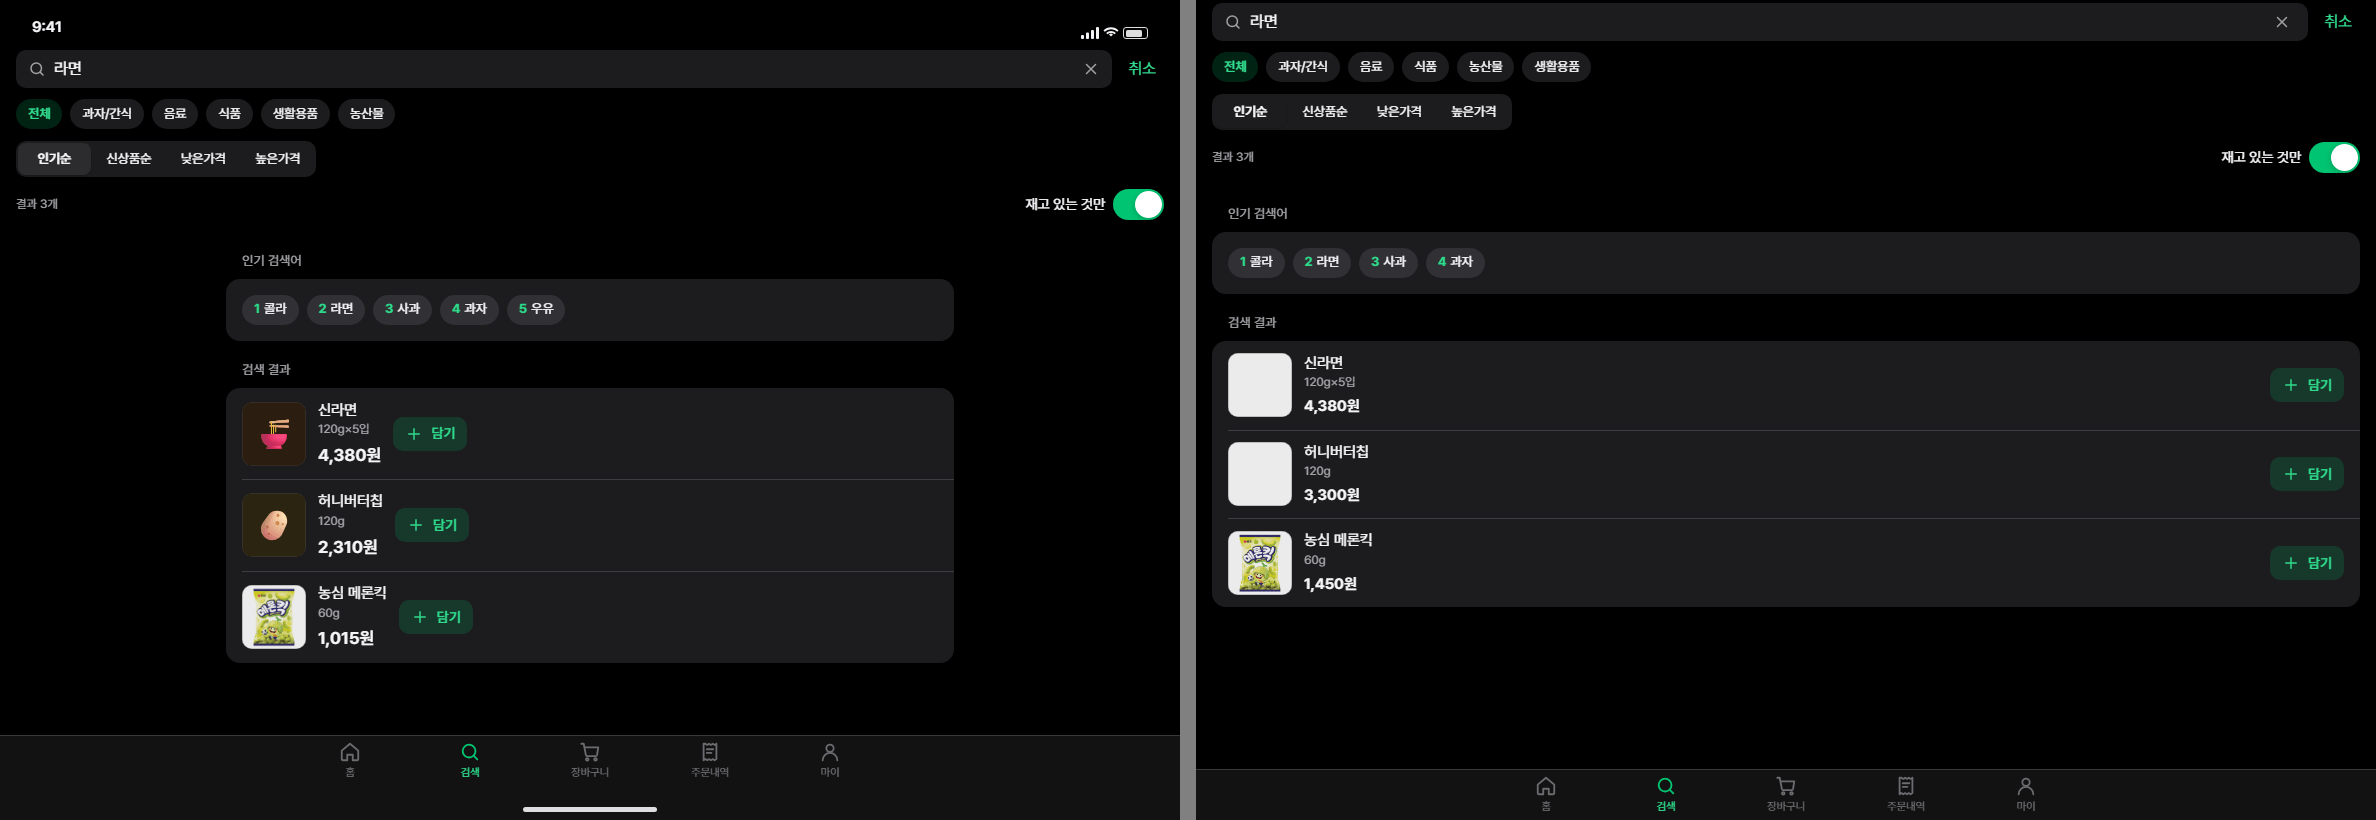 9:41
라면
취소
전체 과자/간식 음료 식품 생활용품 농산물
인기순 신상품순 낮은가격 높은가격
결과 3개
재고 있는 것만
인기 검색어
1 콜라 2 라면 3 사과 4 과자 5 우유
검색 결과
신라면
120g×5입
4,380원
+ 담기
허니버터칩
120g
2,310원
+ 담기
메론킥
농심 메론킥
60g
1,015원
+ 담기
홈 검색 장바구니 주문내역 마이
라면
취소
전체 과자/간식 음료 식품 농산물 생활용품
인기순 신상품순 낮은가격 높은가격
결과 3개
재고 있는 것만
인기 검색어
1 콜라 2 라면 3 사과 4 과자
검색 결과
신라면
120g×5입
4,380원
+ 담기
허니버터칩
120g
3,300원
+ 담기
메론킥
농심 메론킥
60g
1,450원
+ 담기
홈 검색 장바구니 주문내역 마이